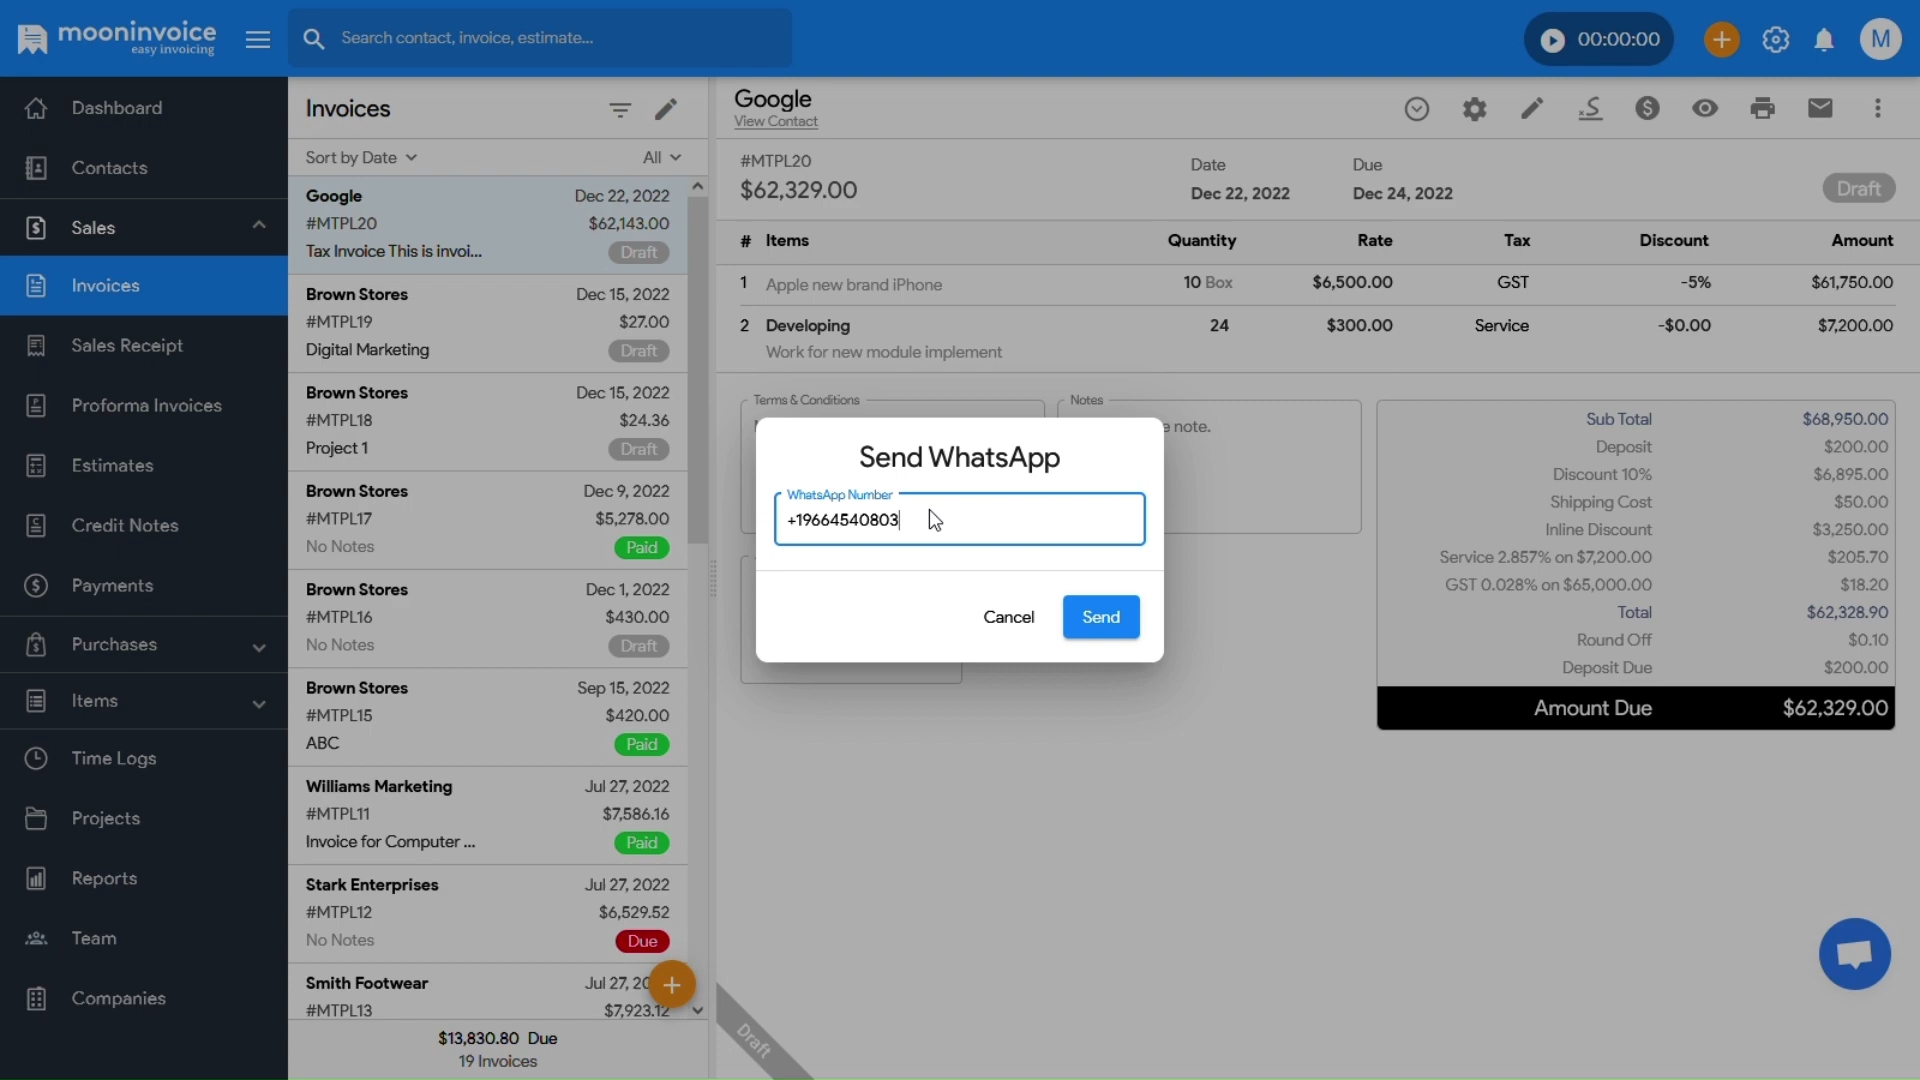 mooninvoice
easy invoicing
Search contact, invoice, estimate...
00:00:00
M
Dashboard
Contacts
Sales
Invoices
Sales Receipt
Proforma Invoices
Estimates
Credit Notes
Payments
Purchases
Items
Time Logs
Projects
Reports
Team
Companies
Invoices
Sort by Date All
Google Dec 22, 2022
#MTPL20 $62,143.00
Tax Invoice This is invoi... Draft
Brown Stores Dec 15, 2022
#MTPL19 $27.00
Digital Marketing Draft
Brown Stores Dec 15, 2022
#MTPL18 $24.36
Project 1 Draft
Brown Stores Dec 9, 2022
#MTPL17 $5,278.00
No Notes Paid
Brown Stores Dec 1, 2022
#MTPL16 $430.00
No Notes Draft
Brown Stores Sep 15, 2022
#MTPL15 $420.00
ABC Paid
Williams Marketing Jul 27, 2022
#MTPL11 $7,586.16
Invoice for Computer ... Paid
Stark Enterprises Jul 27, 2022
#MTPL12 $6,529.52
No Notes Due
Smith Footwear Jul 27, 20
#MTPL13 $7,923.12
$13,830.80 Due
19 Invoices
Google
View Contact
#MTPL20 Date Due
$62,329.00 Dec 22, 2022 Dec 24, 2022 Draft
# Items Quantity Rate Tax Discount Amount
1 Apple new brand iPhone 10 Box $6,500.00 GST -5% $61,750.00
2 Developing 24 $300.00 Service -$0.00 $7,200.00
Work for new module implement
Terms & Conditions Notes
e note.
Send WhatsApp
WhatsApp Number
+19664540803
Cancel Send
Sub Total $68,950.00
Deposit $200.00
Discount 10% $6,895.00
Shipping Cost $50.00
Inline Discount $3,250.00
Service 2.857% on $7,200.00 $205.70
GST 0.028% on $65,000.00 $18.20
Total $62,328.90
Round Off $0.10
Deposit Due $200.00
Amount Due $62,329.00
Draft